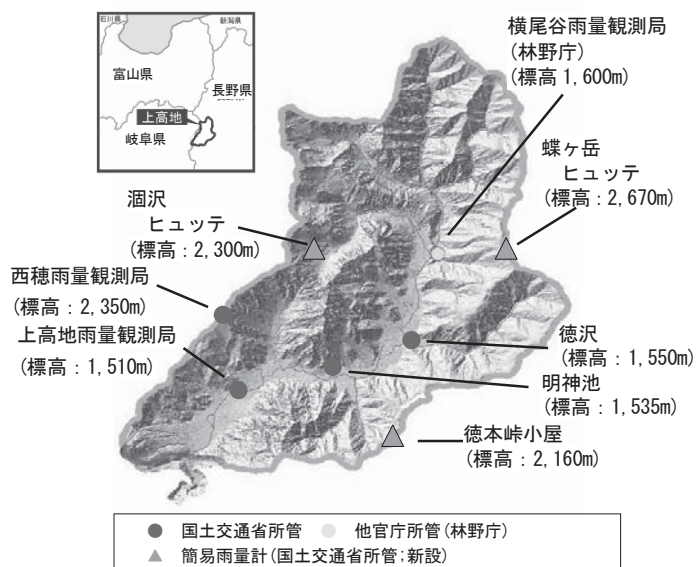 石川県
新潟県
富山県
長野県
上高地
岐阜県
横尾谷雨量観測局
(林野庁)
(標高1,600m)
蝶ヶ岳
ヒュッテ
(標高:2,670m)
涸沢
ヒュッテ
(標高:2,300m)
西穂雨量観測局
(標高:2,350m)
上高地雨量観測局
(標高:1,510m)
徳沢
(標高:1,550m)
明神池
(標高:1,535m)
徳本峠小屋
(標高:2,160m)
国土交通省所管 他官庁所管(林野庁)
簡易雨量計(国土交通省所管;新設)